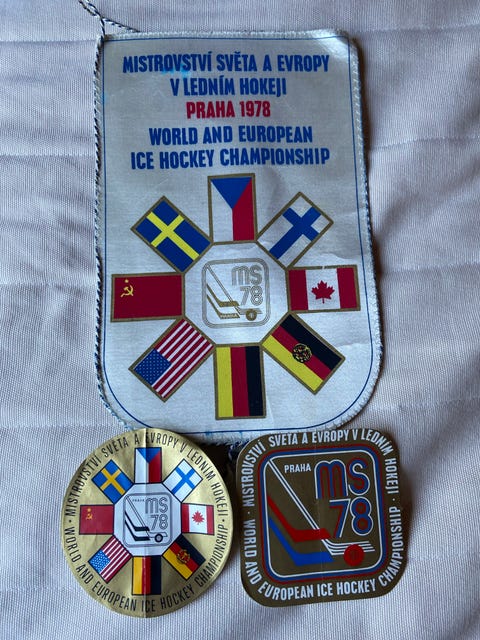 MISTROVSTVÍ SVĚTA A EVROPY
V LEDNÍM HOKEJI
PRAHA 1978
WORLD AND EUROPEAN
ICE HOCKEY CHAMPIONSHIP
MS
78
PRAHA
MISTROVSTVÍ SVĚTA A EVROPY V LEDNÍM HOKEJI
WORLD AND EUROPEAN ICE HOCKEY CHAMPIONSHIP
MS
78
MISTROVSTVÍ SVĚTA A EVROPY V LEDNÍM HOKEJI
PRAHA
MS
78
WORLD AND EUROPEAN ICE HOCKEY CHAMPIONSHIP